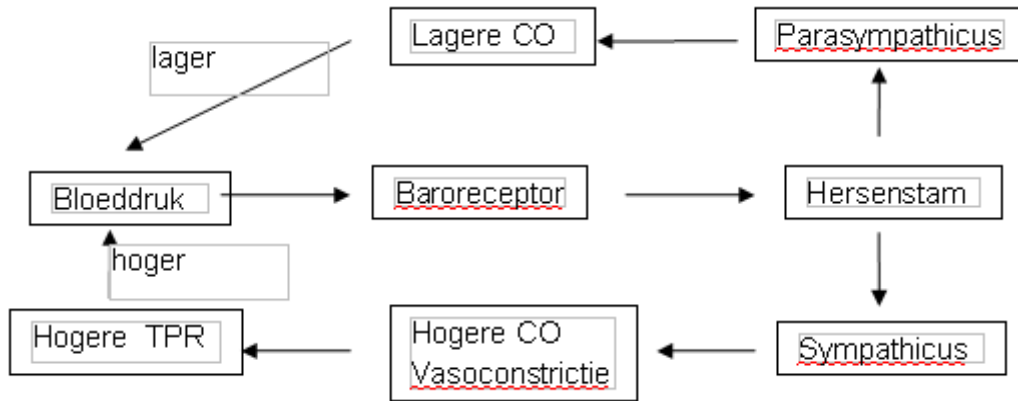 Lagere CO
Parasympathicus
lager
Bloeddruk
Baroreceptor
Hersenstam
hoger
Hogere TPR
Hogere CO
Vasoconstrictie
Sympathicus